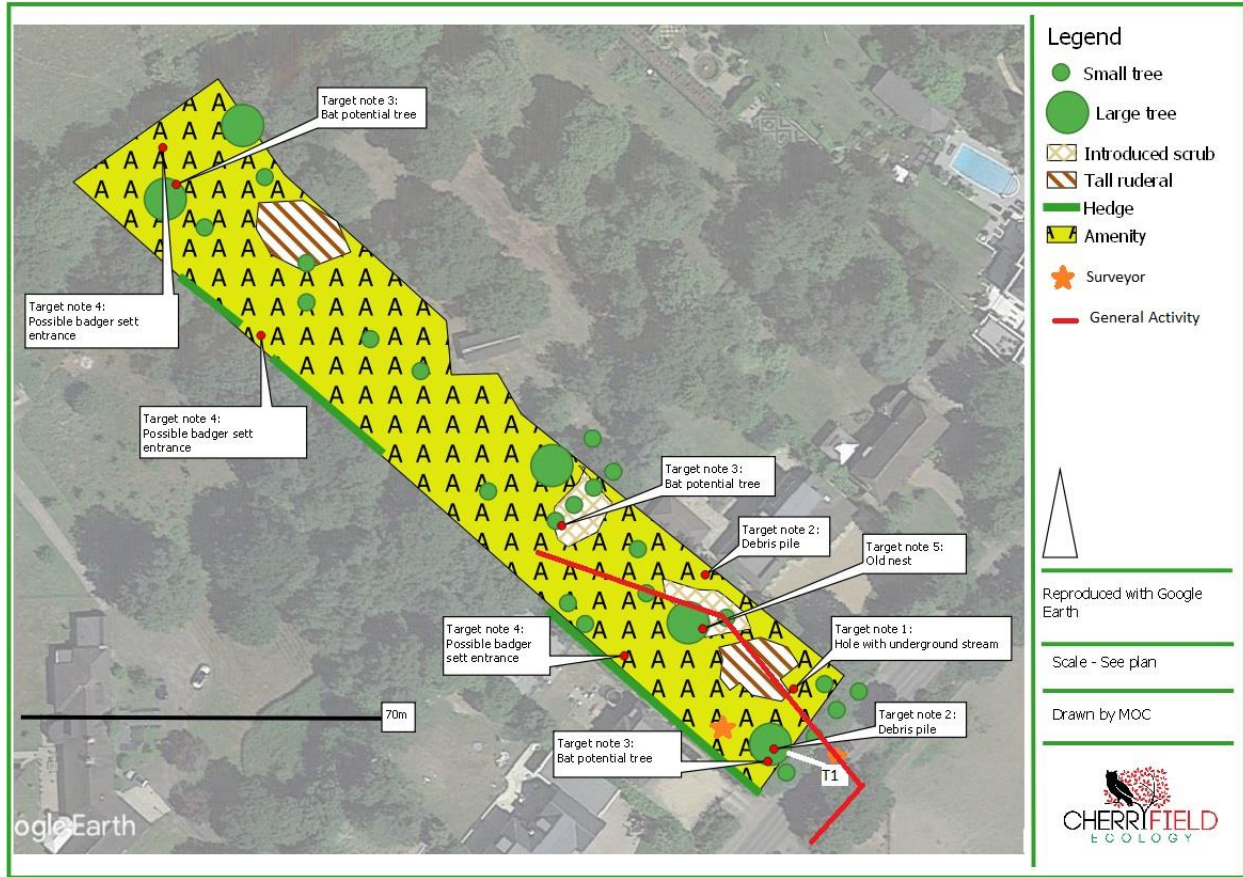 Target note 3:
Bat potential tree
Target note 4:
Possible badger sett
entrance
Target note 4:
Possible badger sett
entrance
Target note 3:
Bat potential tree
Target note 2:
Debris pile
Target note 5:
Old nest
Target note 4:
Possible badger
sett entrance
Target note 1:
Hole with underground stream
70m
Target note 2:
Debris pile
Target note 3:
Bat potential tree
T1
ogle Earth
Legend
Small tree
Large tree
Introduced scrub
Tall ruderal
Hedge
A A Amenity
Surveyor
General Activity
Reproduced with Google
Earth
Scale - See plan
Drawn by MOC
CHERRYFIELD
ECOLOGY